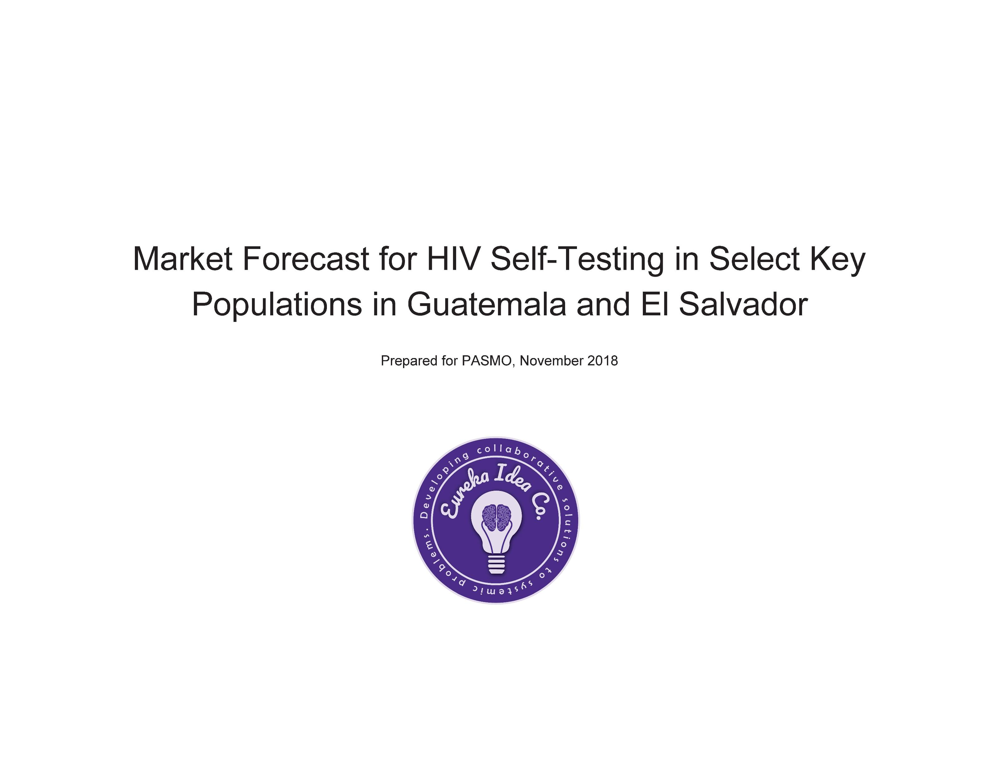 Market Forecast for HIV Self-Testing in Select Key
Populations in Guatemala and El Salvador
Prepared for PASMO, November 2018
Developing collaborative solutions to systemic problems.
Eureka Idea Co.